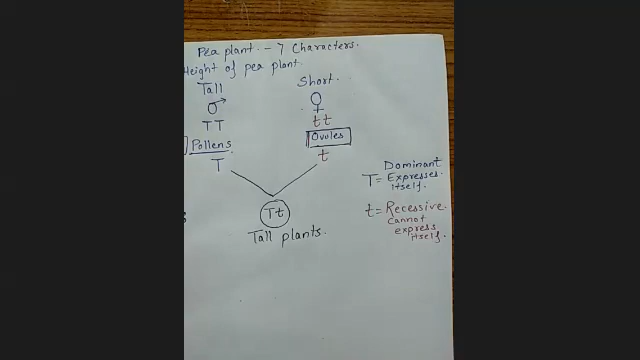 Pea plant - 7 Characters.
Height of pea plant.
Tall
Short.
♂
♀
TT
tt
Pollens
Ovules
T
t
Tt
Tall plants.
T= Dominant
Expresses
itself.
t= Recessive.
Cannot
express
itself.